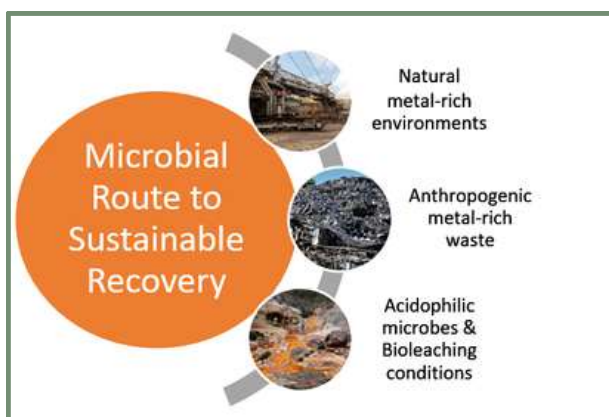 Microbial
Route to
Sustainable
Recovery
Natural
metal-rich
environments
Anthropogenic
metal-rich
waste
Acidophilic
microbes &
Bioleaching
conditions